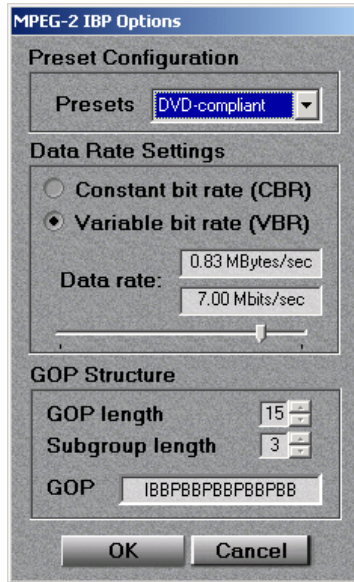 MPEG-2 IBP Options
Preset Configuration
Presets DVD-compliant
Data Rate Settings
Constant bit rate (CBR)
Variable bit rate (VBR)
0.83 MBytes/sec
Data rate:
7.00 Mbits/sec
GOP Structure
GOP length 15
Subgroup length 3
GOP IBBPBBPBBPBBPBB
OK Cancel